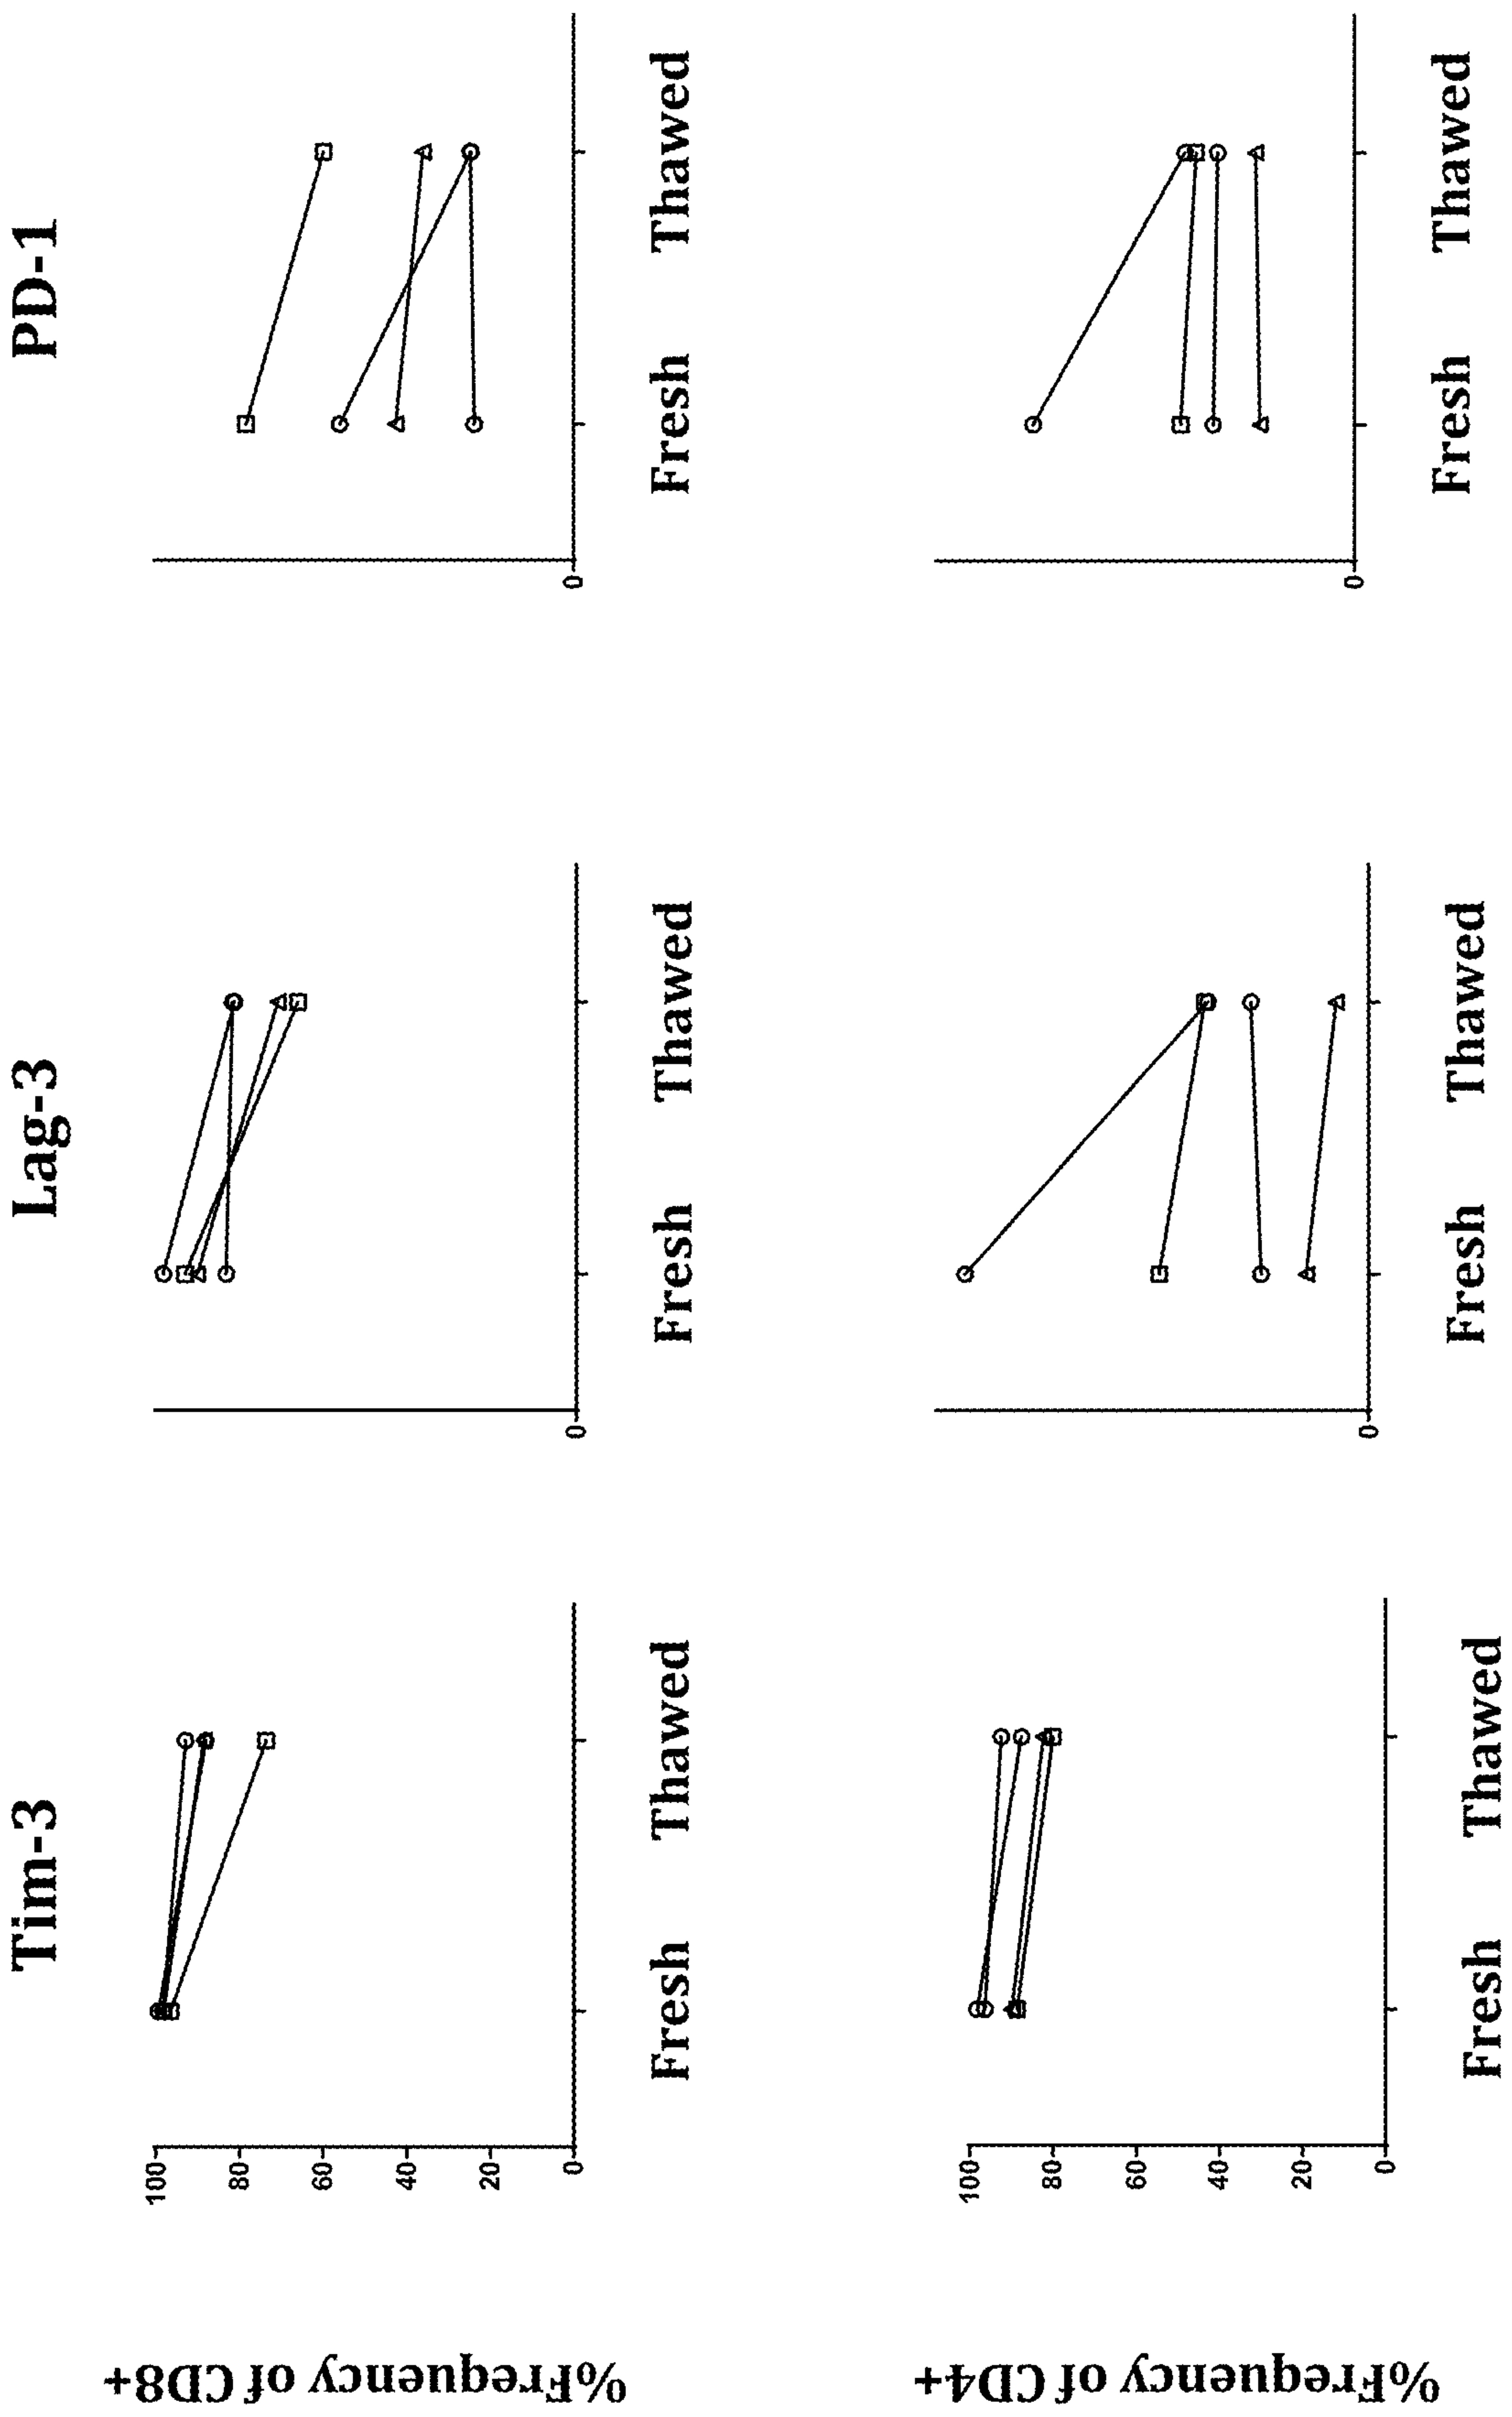 Tim-3
Lag-3
PD-1
%Frequency of CD8+
100
80
60
40
20
0
Fresh Thawed
0
Fresh Thawed
0
Fresh Thawed
%Frequency of CD4+
100
80
60
40
20
0
Fresh Thawed
0
Fresh Thawed
0
Fresh Thawed